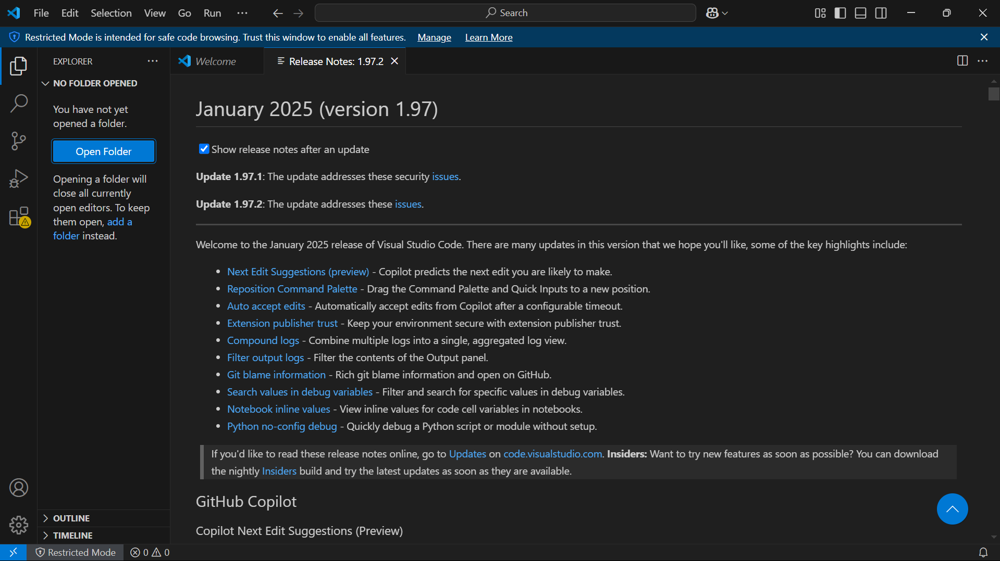 File Edit Selection View Go Run ···
Search
Restricted Mode is intended for safe code browsing. Trust this window to enable all features. Manage Learn More
EXPLORER
NO FOLDER OPENED
You have not yet
opened a folder.
Open Folder
Opening a folder will
close all currently
open editors. To keep
them open, add a
folder instead.
OUTLINE
TIMELINE
Welcome
Release Notes: 1.97.2
January 2025 (version 1.97)
Show release notes after an update
Update 1.97.1: The update addresses these security issues.
Update 1.97.2: The update addresses these issues.
Welcome to the January 2025 release of Visual Studio Code. There are many updates in this version that we hope you'll like, some of the key highlights include:
• Next Edit Suggestions (preview) - Copilot predicts the next edit you are likely to make.
• Reposition Command Palette - Drag the Command Palette and Quick Inputs to a new position.
• Auto accept edits - Automatically accept edits from Copilot after a configurable timeout.
• Extension publisher trust - Keep your environment secure with extension publisher trust.
• Compound logs - Combine multiple logs into a single, aggregated log view.
• Filter output logs - Filter the contents of the Output panel.
• Git blame information - Rich git blame information and open on GitHub.
• Search values in debug variables - Filter and search for specific values in debug variables.
• Notebook inline values - View inline values for code cell variables in notebooks.
• Python no-config debug - Quickly debug a Python script or module without setup.
If you'd like to read these release notes online, go to Updates on code.visualstudio.com. Insiders: Want to try new features as soon as possible? You can download
the nightly Insiders build and try the latest updates as soon as they are available.
GitHub Copilot
Copilot Next Edit Suggestions (Preview)
Restricted Mode 0 0